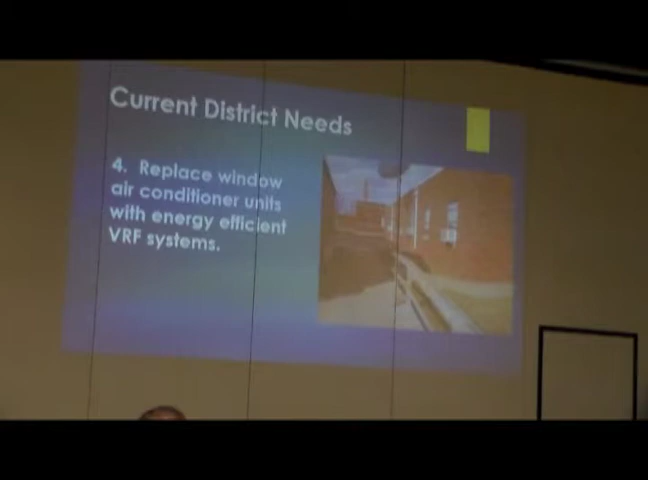 Current District Needs
4. Replace window
air conditioner units
with energy efficient
VRF systems.